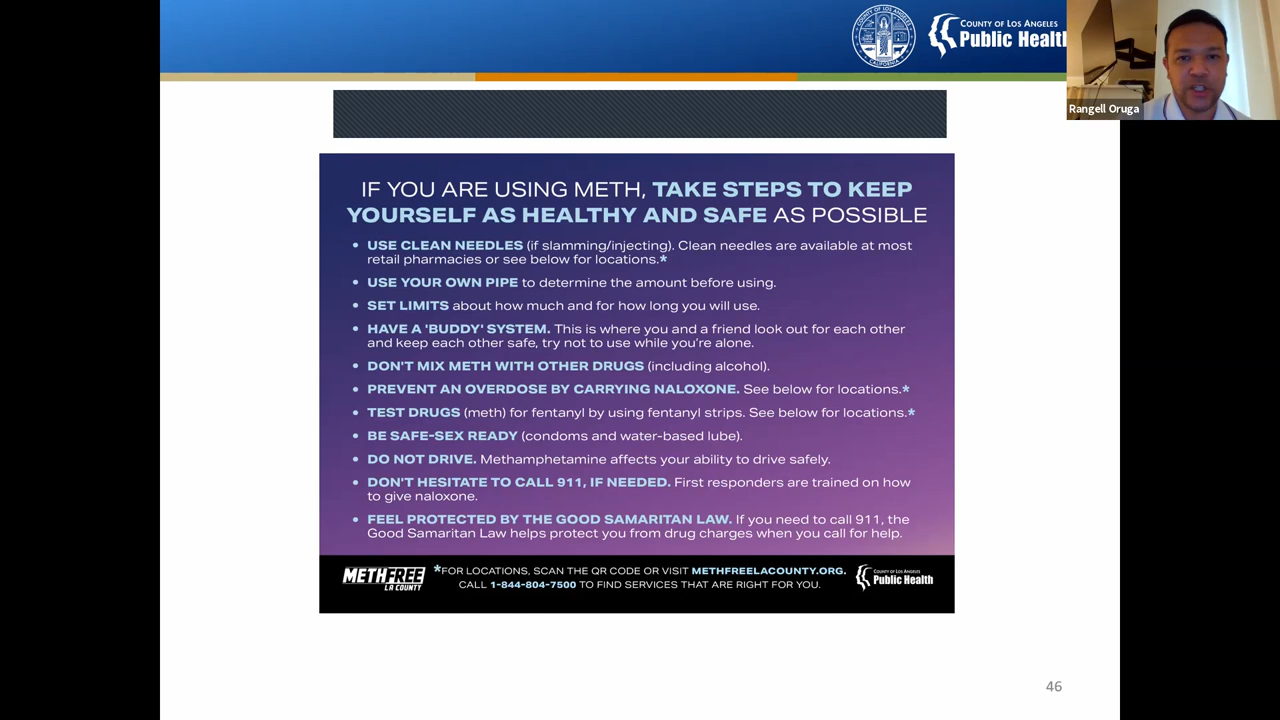 COUNTY OF LOS ANGELES
Public Health
Rangell Oruga
IF YOU ARE USING METH, TAKE STEPS TO KEEP
YOURSELF AS HEALTHY AND SAFE AS POSSIBLE
• USE CLEAN NEEDLES (if slamming/injecting). Clean needles are available at most
retail pharmacies or see below for locations.*
• USE YOUR OWN PIPE to determine the amount before using.
• SET LIMITS about how much and for how long you will use.
• HAVE A 'BUDDY' SYSTEM. This is where you and a friend look out for each other
and keep each other safe, try not to use while you're alone.
• DON'T MIX METH WITH OTHER DRUGS (including alcohol).
• PREVENT AN OVERDOSE BY CARRYING NALOXONE. See below for locations.*
• TEST DRUGS (meth) for fentanyl by using fentanyl strips. See below for locations.*
• BE SAFE-SEX READY (condoms and water-based lube).
• DO NOT DRIVE. Methamphetamine affects your ability to drive safely.
• DON'T HESITATE TO CALL 911, IF NEEDED. First responders are trained on how
to give naloxone.
• FEEL PROTECTED BY THE GOOD SAMARITAN LAW. If you need to call 911, the
Good Samaritan Law helps protect you from drug charges when you call for help.
METHFREE
LA COUNTY
*FOR LOCATIONS, SCAN THE QR CODE OR VISIT METHFREELACOUNTY.ORG.
CALL 1-844-804-7500 TO FIND SERVICES THAT ARE RIGHT FOR YOU.
COUNTY OF LOS ANGELES
Public Health
46